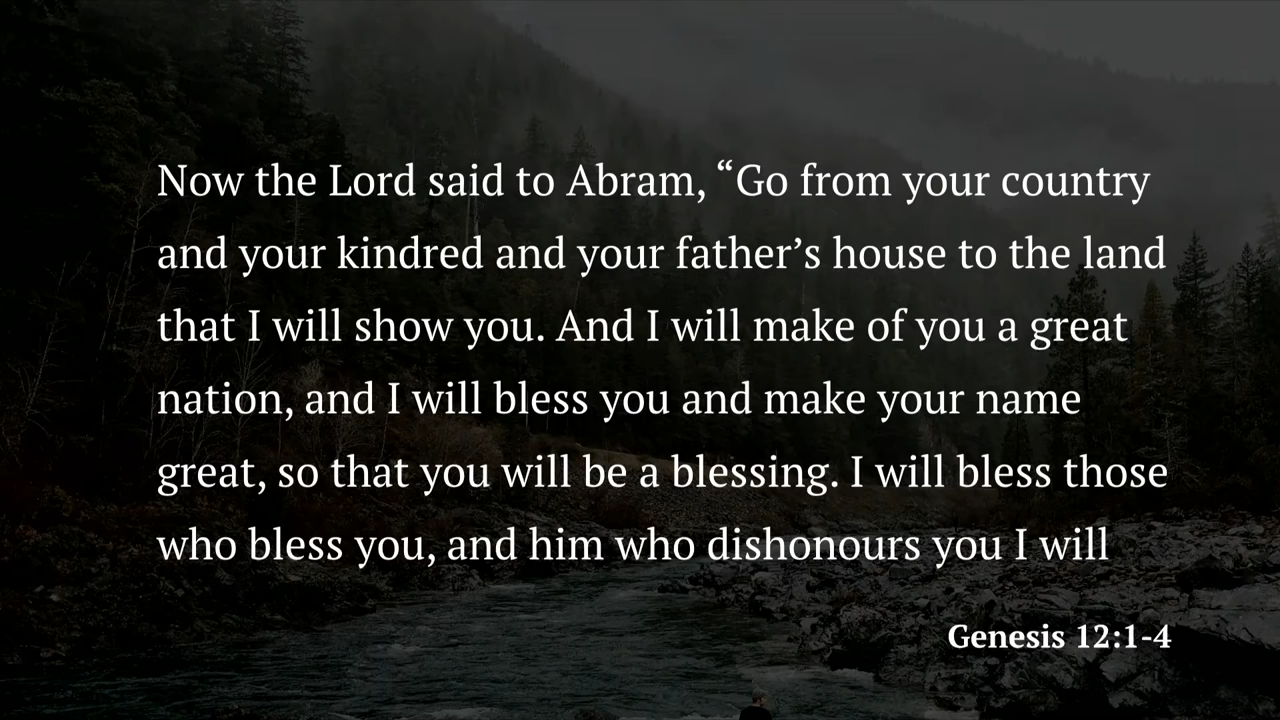 Now the Lord said to Abram, “Go from your country
and your kindred and your father’s house to the land
that I will show you. And I will make of you a great
nation, and I will bless you and make your name
great, so that you will be a blessing. I will bless those
who bless you, and him who dishonours you I will
Genesis 12:1-4